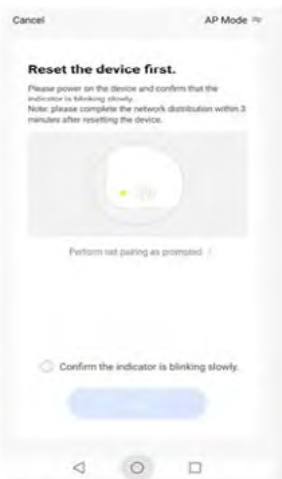 Cancel AP Mode
Reset the device first.
Please power on the device and confirm that the
indicator is blinking slowly.
Note: please complete the network distribution within 3
minutes after resetting the device.
Perform net pairing as prompted
Confirm the indicator is blinking slowly.